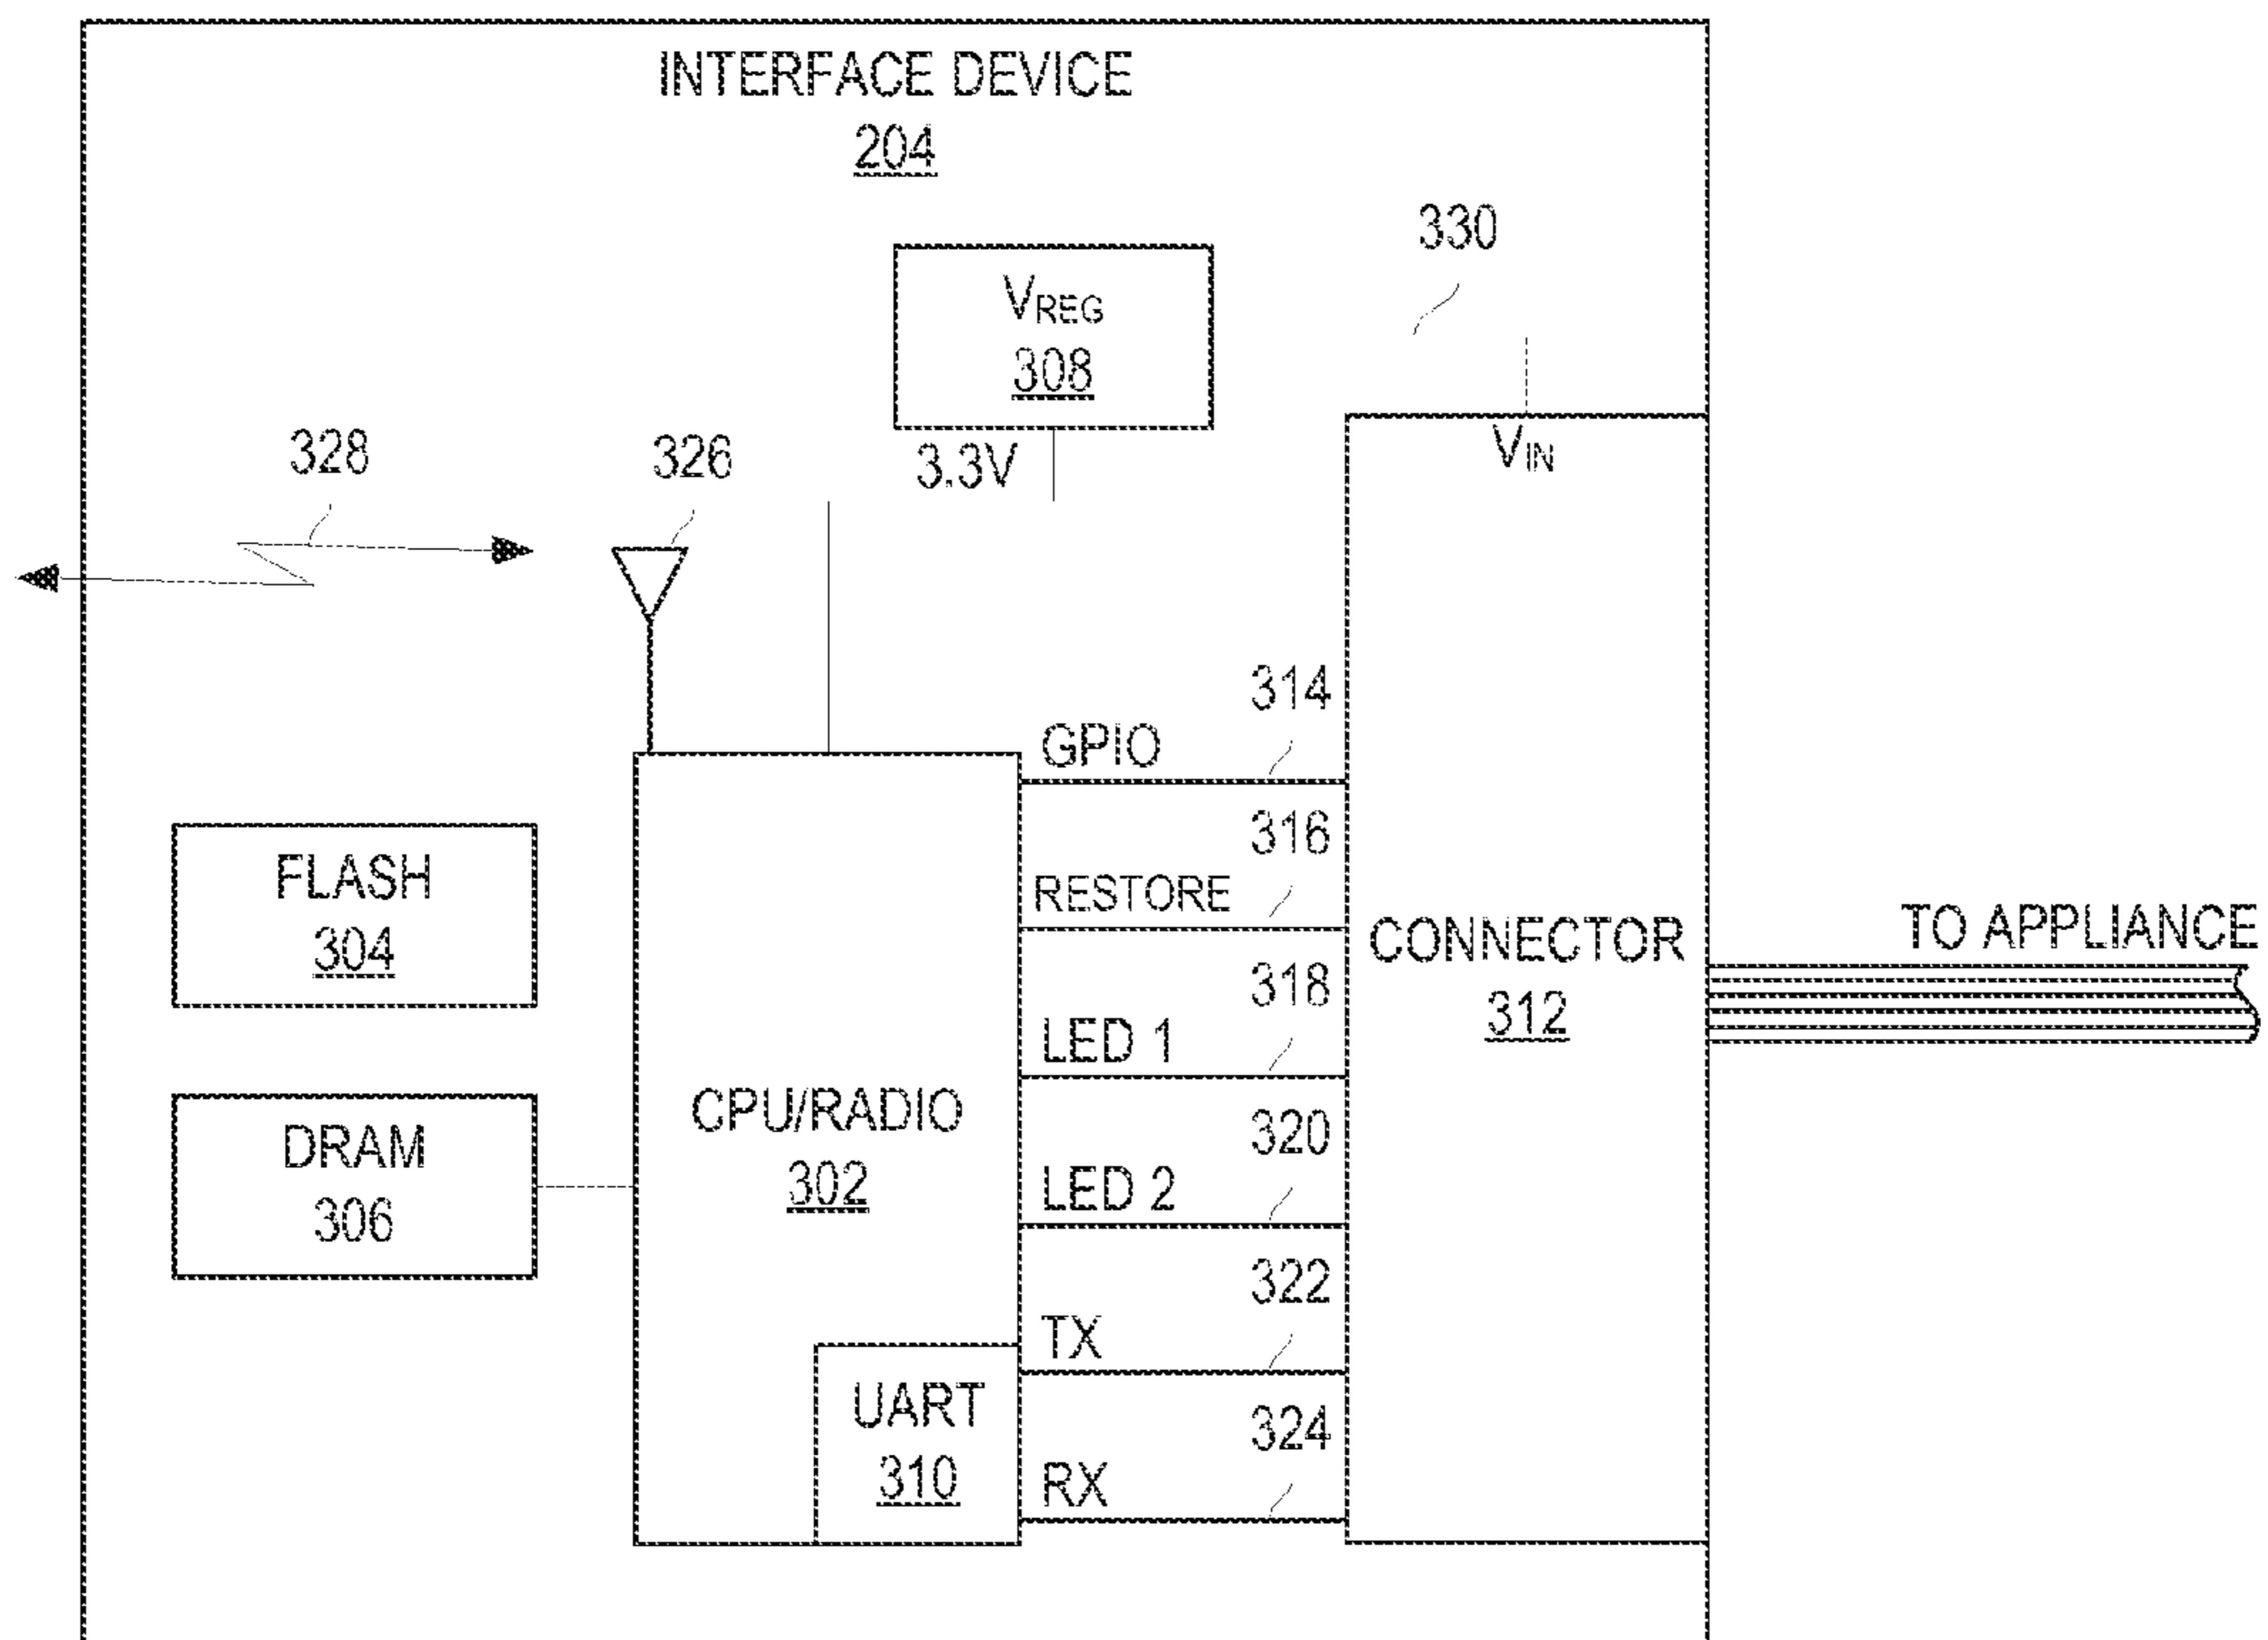 INTERFACE DEVICE
204
330
VREG
308
3.3V
VIN
328
326
314
GPIO
316
RESTORE
318
LED 1
320
LED 2
322
TX
324
RX
FLASH
304
DRAM
306
CPU/RADIO
302
UART
310
CONNECTOR
312
TO APPLIANCE